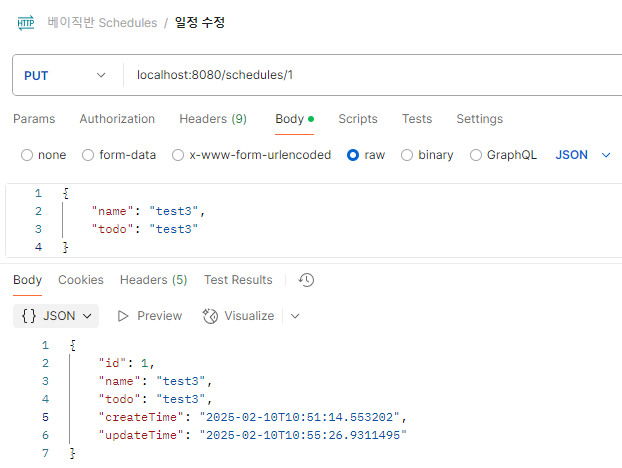 HTTP 베이직반 Schedules / 일정 수정
PUT localhost:8080/schedules/1
Params Authorization Headers (9) Body Scripts Tests Settings
none form-data x-www-form-urlencoded raw binary GraphQL JSON
1 {
2 "name": "test3",
3 "todo": "test3"
4 }
Body Cookies Headers (5) Test Results
{} JSON Preview Visualize
1 {
2 "id": 1,
3 "name": "test3",
4 "todo": "test3",
5 "createTime": "2025-02-10T10:51:14.553202",
6 "updateTime": "2025-02-10T10:55:26.9311495"
7 }